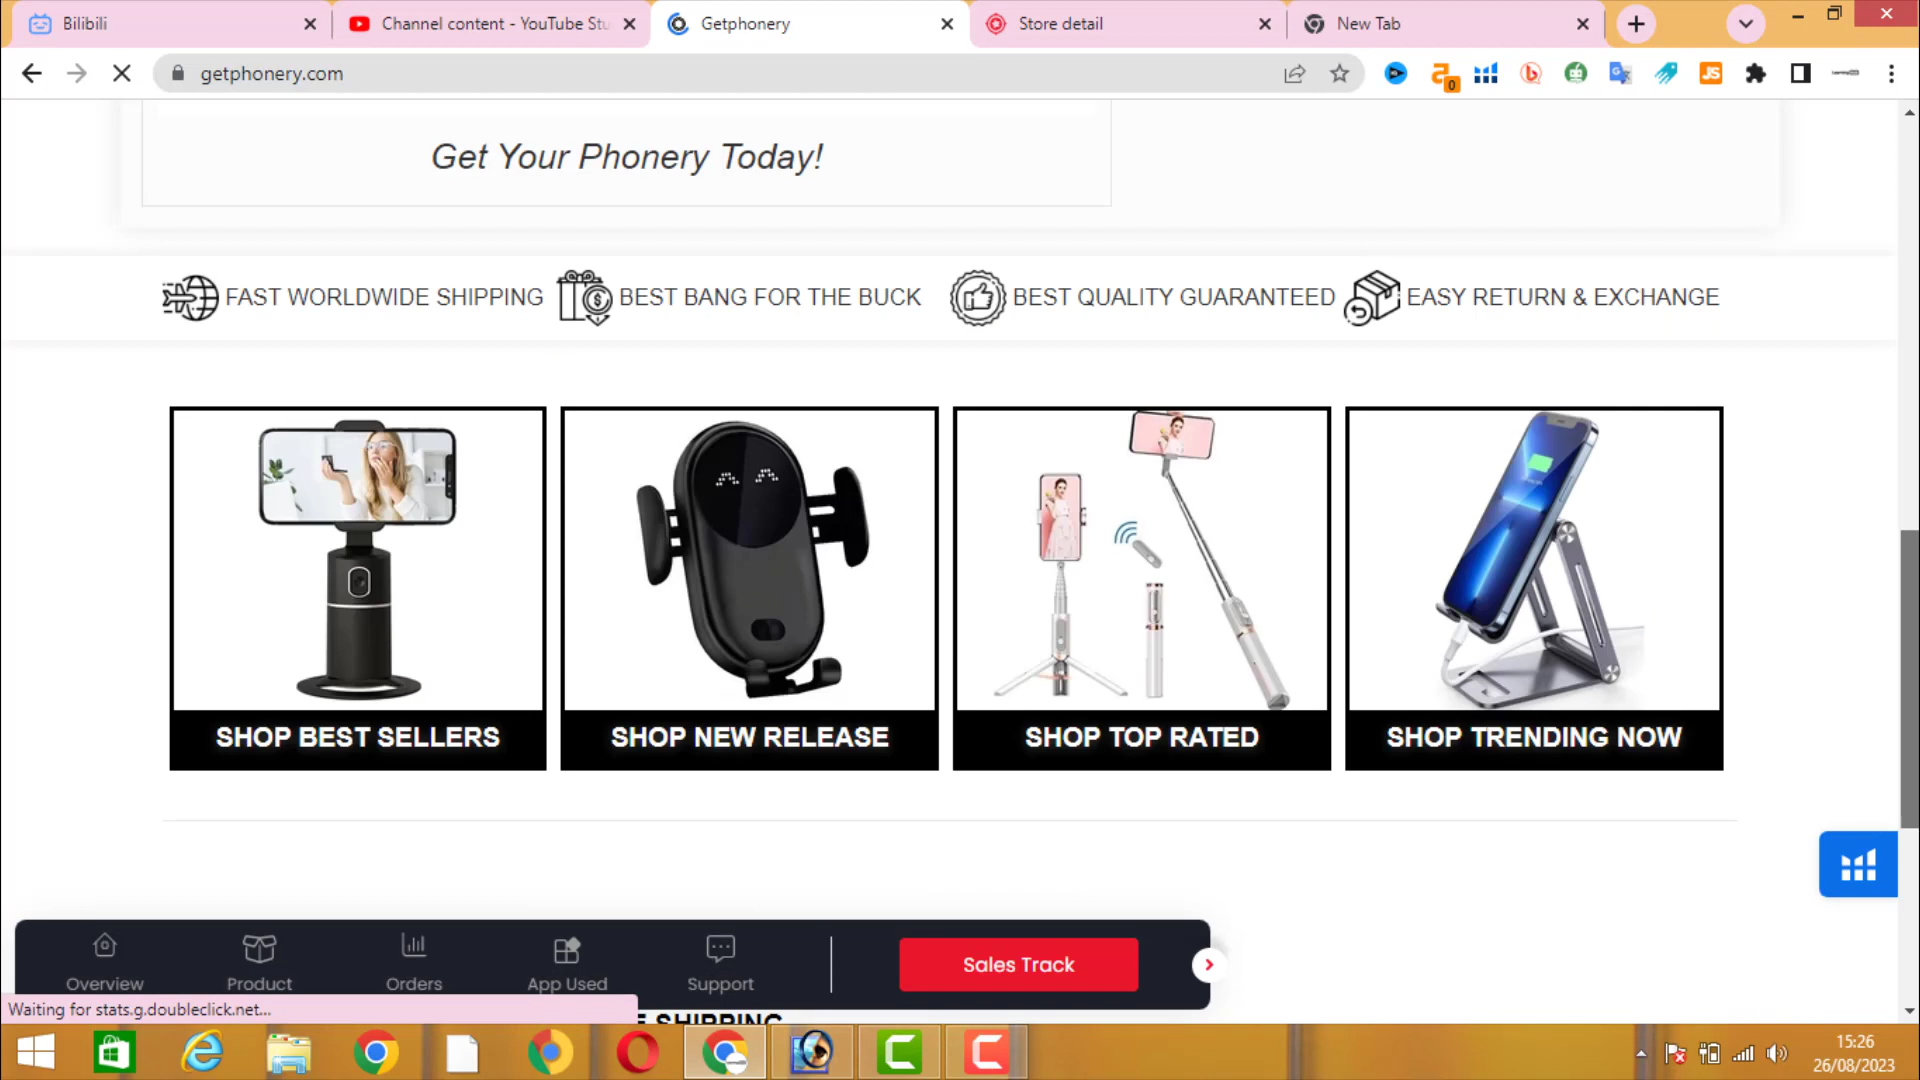 Bilibili
Channel content - YouTube Stu
Getphonery
Store detail
New Tab
getphonery.com
0
JS
Get Your Phonery Today!
FAST WORLDWIDE SHIPPING
BEST BANG FOR THE BUCK
BEST QUALITY GUARANTEED
EASY RETURN & EXCHANGE
SHOP BEST SELLERS
SHOP NEW RELEASE
SHOP TOP RATED
SHOP TRENDING NOW
Overview
Product
Orders
App Used
Support
Sales Track
Waiting for stats.g.doubleclick.net...
SHIPPING
15:26
26/08/2023